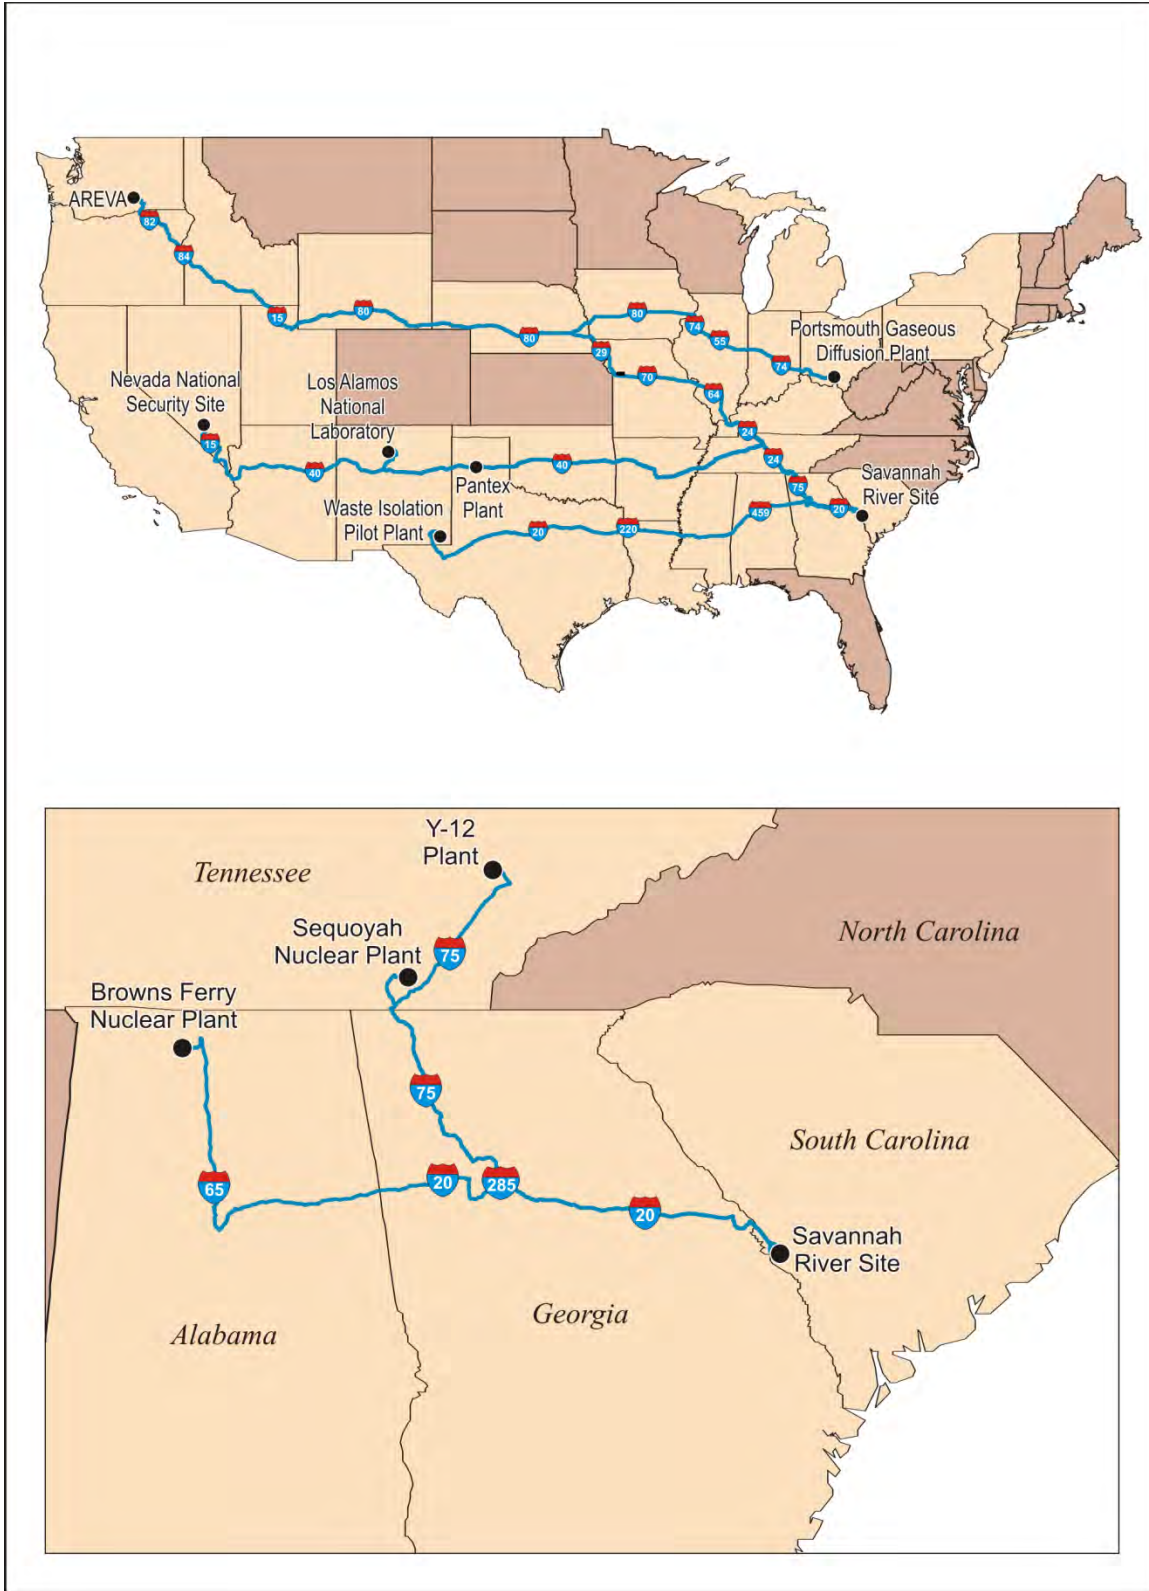 AREVA
82
84
15
80
80
80
29
74
55
74
70
64
24
24
75
20
Portsmouth Gaseous
Diffusion Plant
Nevada National
Security Site
15
40
Los Alamos
National
Laboratory
Pantex
Plant
40
Waste Isolation
Pilot Plant
20
220
459
Savannah
River Site
Y-12
Plant
Tennessee
Sequoyah
Nuclear Plant
75
North Carolina
Browns Ferry
Nuclear Plant
75
South Carolina
65
20
285
20
Savannah
River Site
Georgia
Alabama